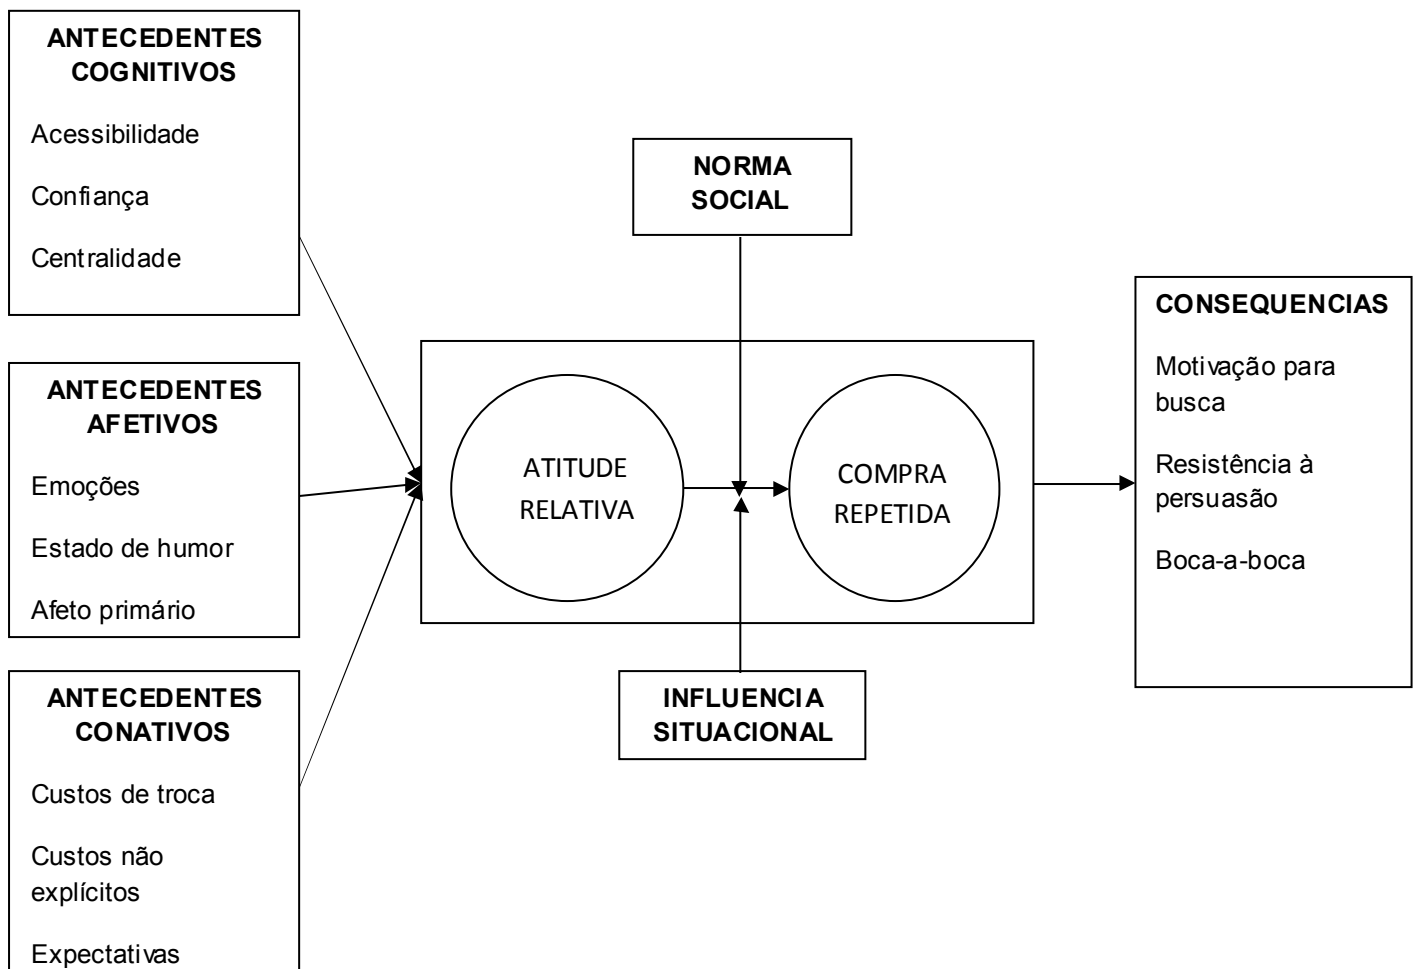 ANTECEDENTES
COGNITIVOS
Acessibilidade
Confiança
Centralidade
ANTECEDENTES
AFETIVOS
Emoções
Estado de humor
Afeto primário
ANTECEDENTES
CONATIVOS
Custos de troca
Custos não
explícitos
Expectativas
NORMA
SOCIAL
ATITUDE
RELATIVA
COMPRA
REPETIDA
INFLUENCIA
SITUACIONAL
CONSEQUENCIAS
Motivação para
busca
Resistência à
persuasão
Boca-a-boca